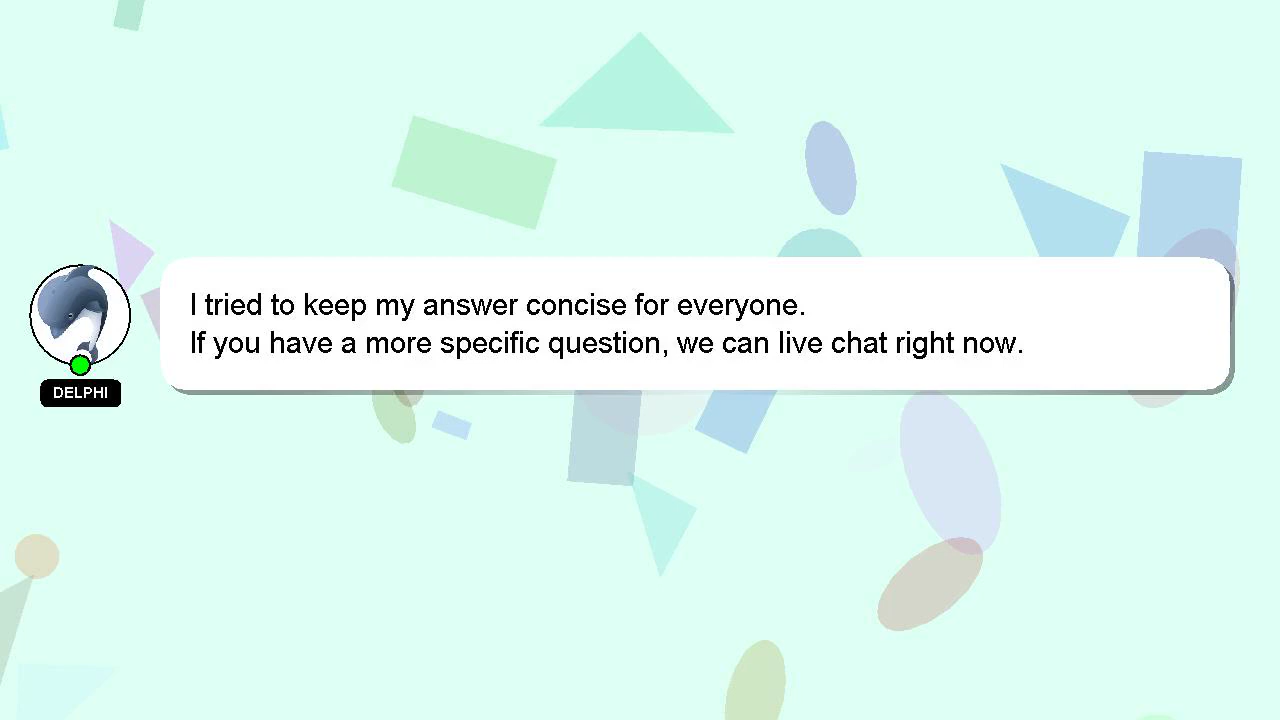 I tried to keep my answer concise for everyone.
If you have a more specific question, we can live chat right now.
DELPHI